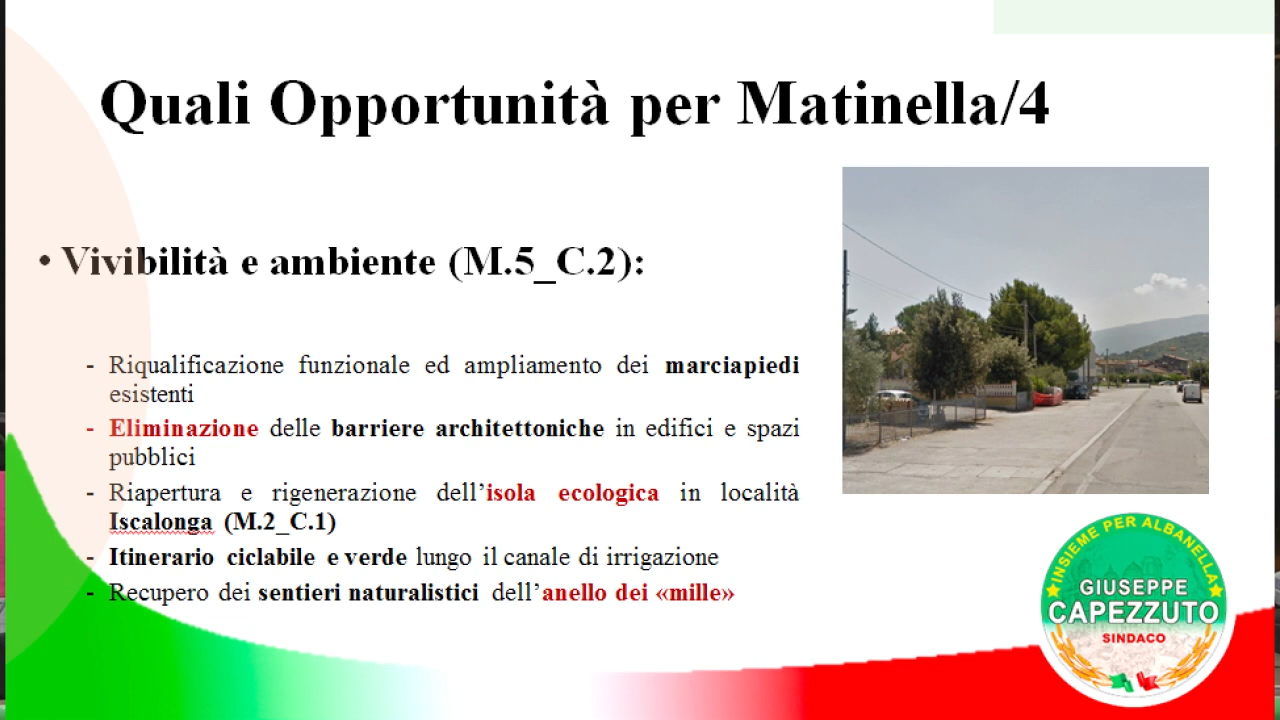 Quali Opportunità per Matinella/4
• Vivibilità e ambiente (M.5_C.2):
- Riqualificazione funzionale ed ampliamento dei marciapiedi
esistenti
- Eliminazione delle barriere architettoniche in edifici e spazi
pubblici
- Riapertura e rigenerazione dell’isola ecologica in località
Iscalonga (M.2_C.1)
- Itinerario ciclabile e verde lungo il canale di irrigazione
- Recupero dei sentieri naturalistici dell’anello dei «mille»
INSIEME PER ALBANELLA
GIUSEPPE
CAPEZZUTO
SINDACO